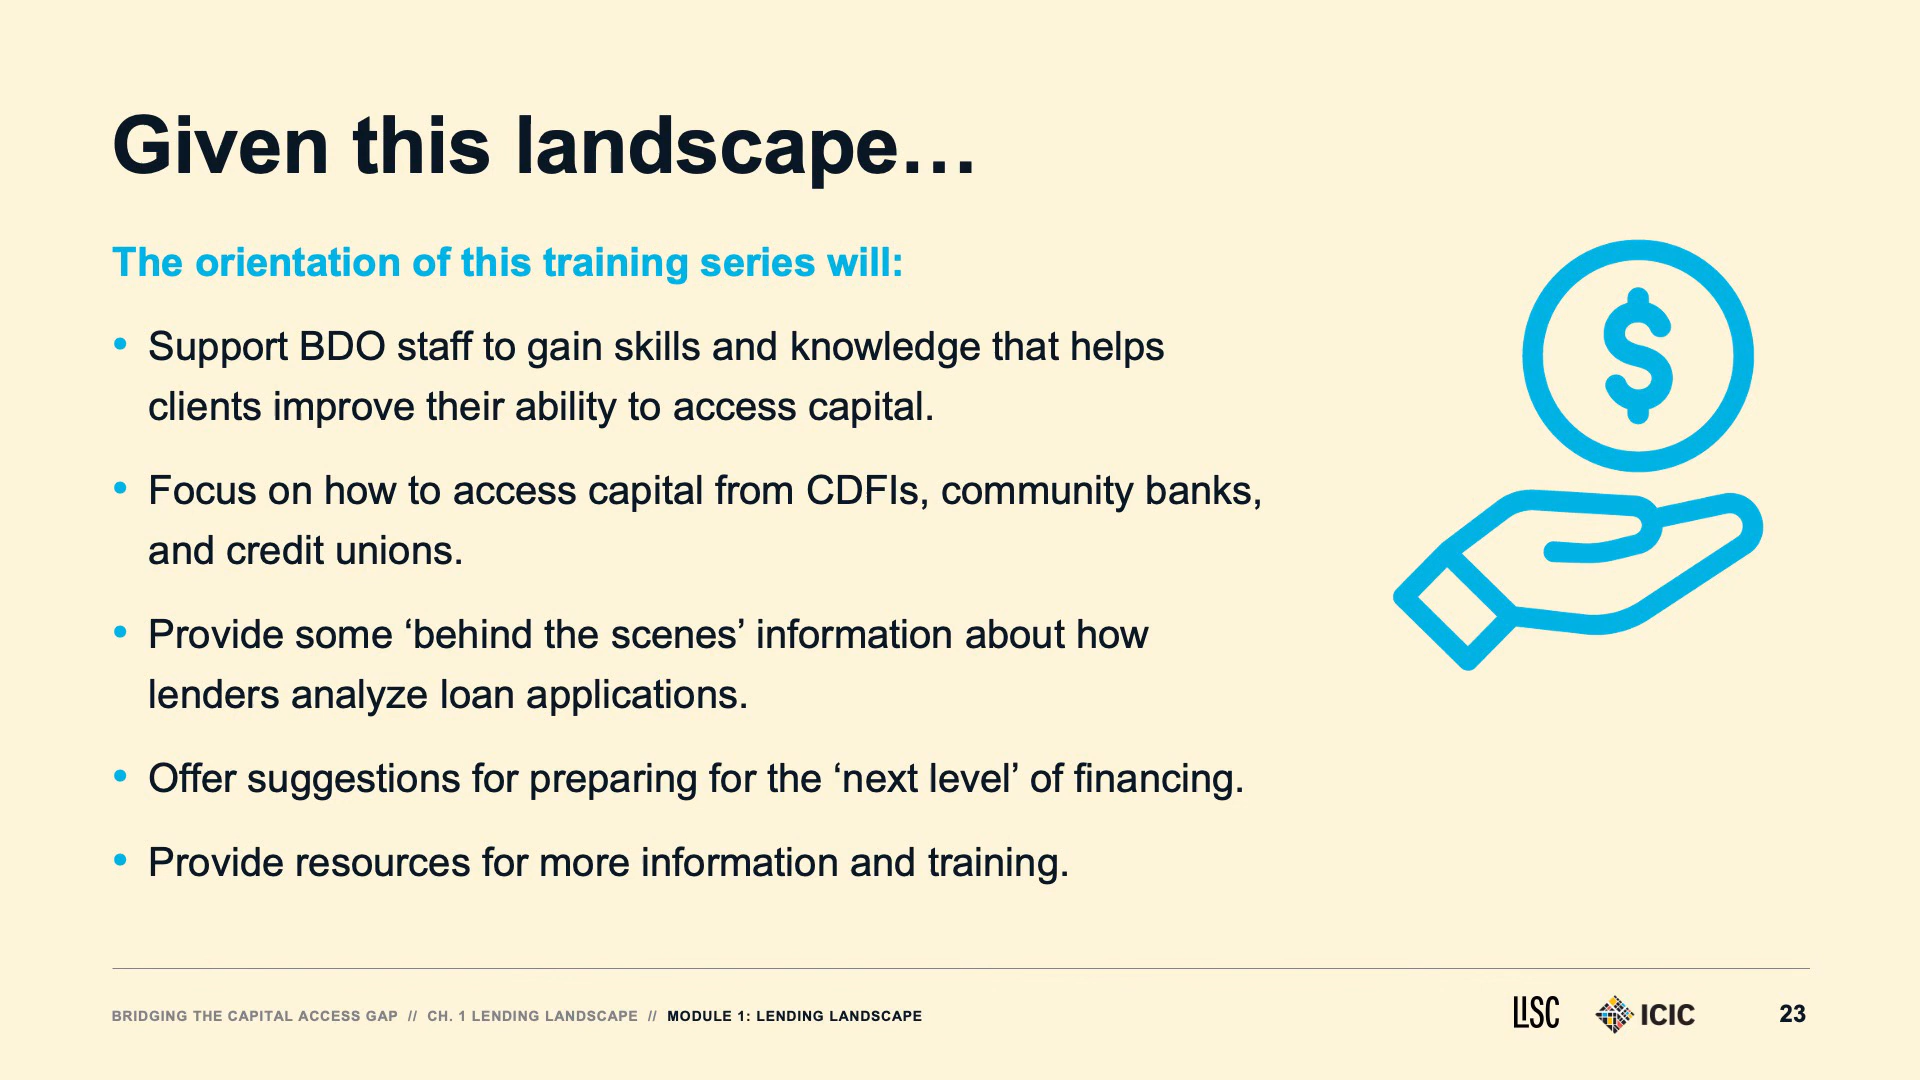 Given this landscape…
The orientation of this training series will:
• Support BDO staff to gain skills and knowledge that helps
clients improve their ability to access capital.
• Focus on how to access capital from CDFIs, community banks,
and credit unions.
• Provide some ‘behind the scenes’ information about how
lenders analyze loan applications.
• Offer suggestions for preparing for the ‘next level’ of financing.
• Provide resources for more information and training.
$
BRIDGING THE CAPITAL ACCESS GAP // CH. 1 LENDING LANDSCAPE // MODULE 1: LENDING LANDSCAPE
LISC
ICIC
23